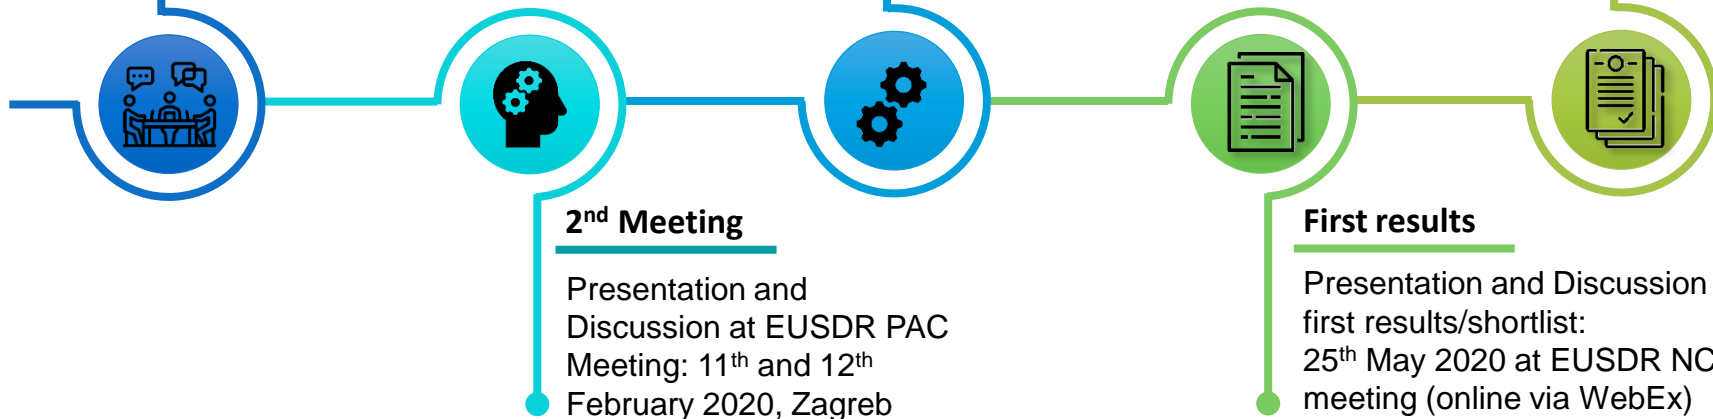 2nd Meeting
Presentation and
Discussion at EUSDR PAC
Meeting: 11th and 12th
February 2020, Zagreb
First results
Presentation and Discussion
first results/shortlist:
25th May 2020 at EUSDR NC
meeting (online via WebEx)